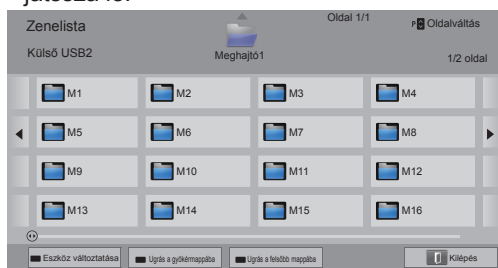 Zenelista
Oldal 1/1
P Oldalváltás
Külső USB2
Meghajtó1
1/2 oldal
M1 M2 M3 M4
M5 M6 M7 M8
M9 M10 M11 M12
M13 M14 M15 M16
Eszköz változtatása
Ugrás a gyökérmappába
Ugrás a felsőbb mappába
Kilépés